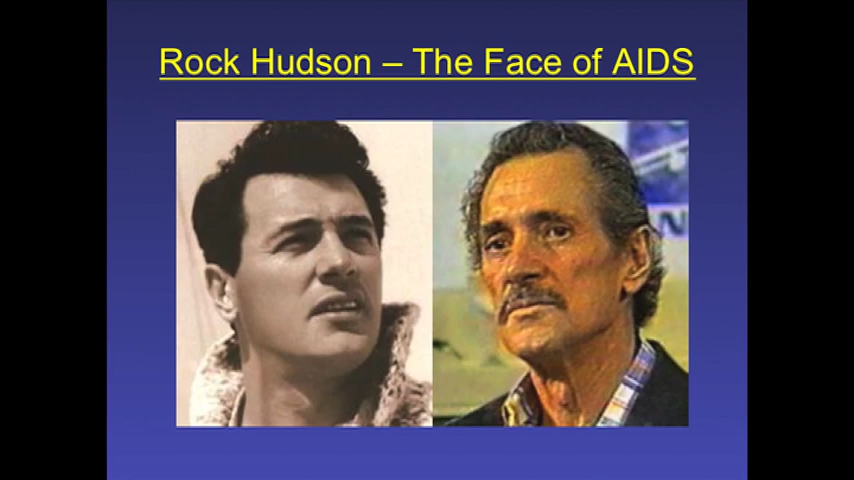 Rock Hudson – The Face of AIDS
N